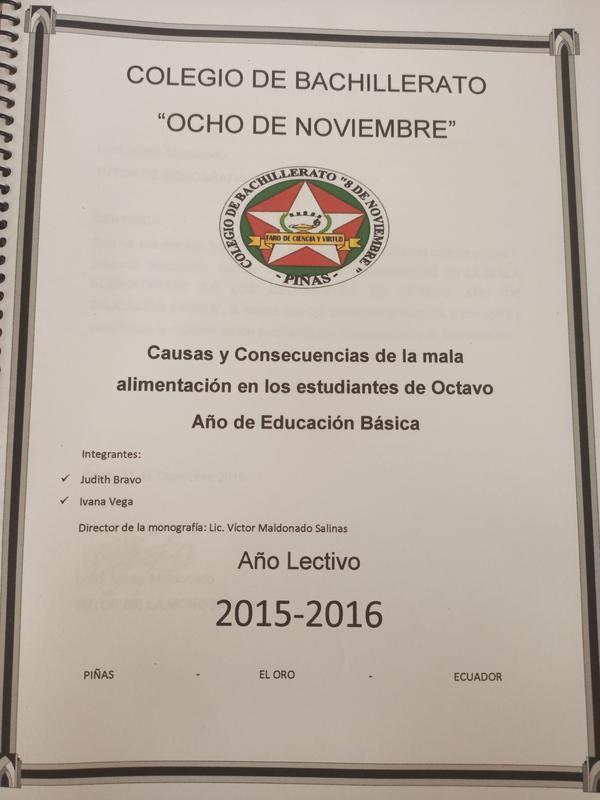 COLEGIO DE BACHILLERATO
“OCHO DE NOVIEMBRE”
COLEGIO DE BACHILLERATO "8 DE NOVIEMBRE"
FARO DE CIENCIA Y VIRTUD
- PIÑAS -
Causas y Consecuencias de la mala
alimentación en los estudiantes de Octavo
Año de Educación Básica
Integrantes:
✓ Judith Bravo
✓ Ivana Vega
Director de la monografía: Lic. Víctor Maldonado Salinas
Año Lectivo
2015-2016
PIÑAS - EL ORO - ECUADOR